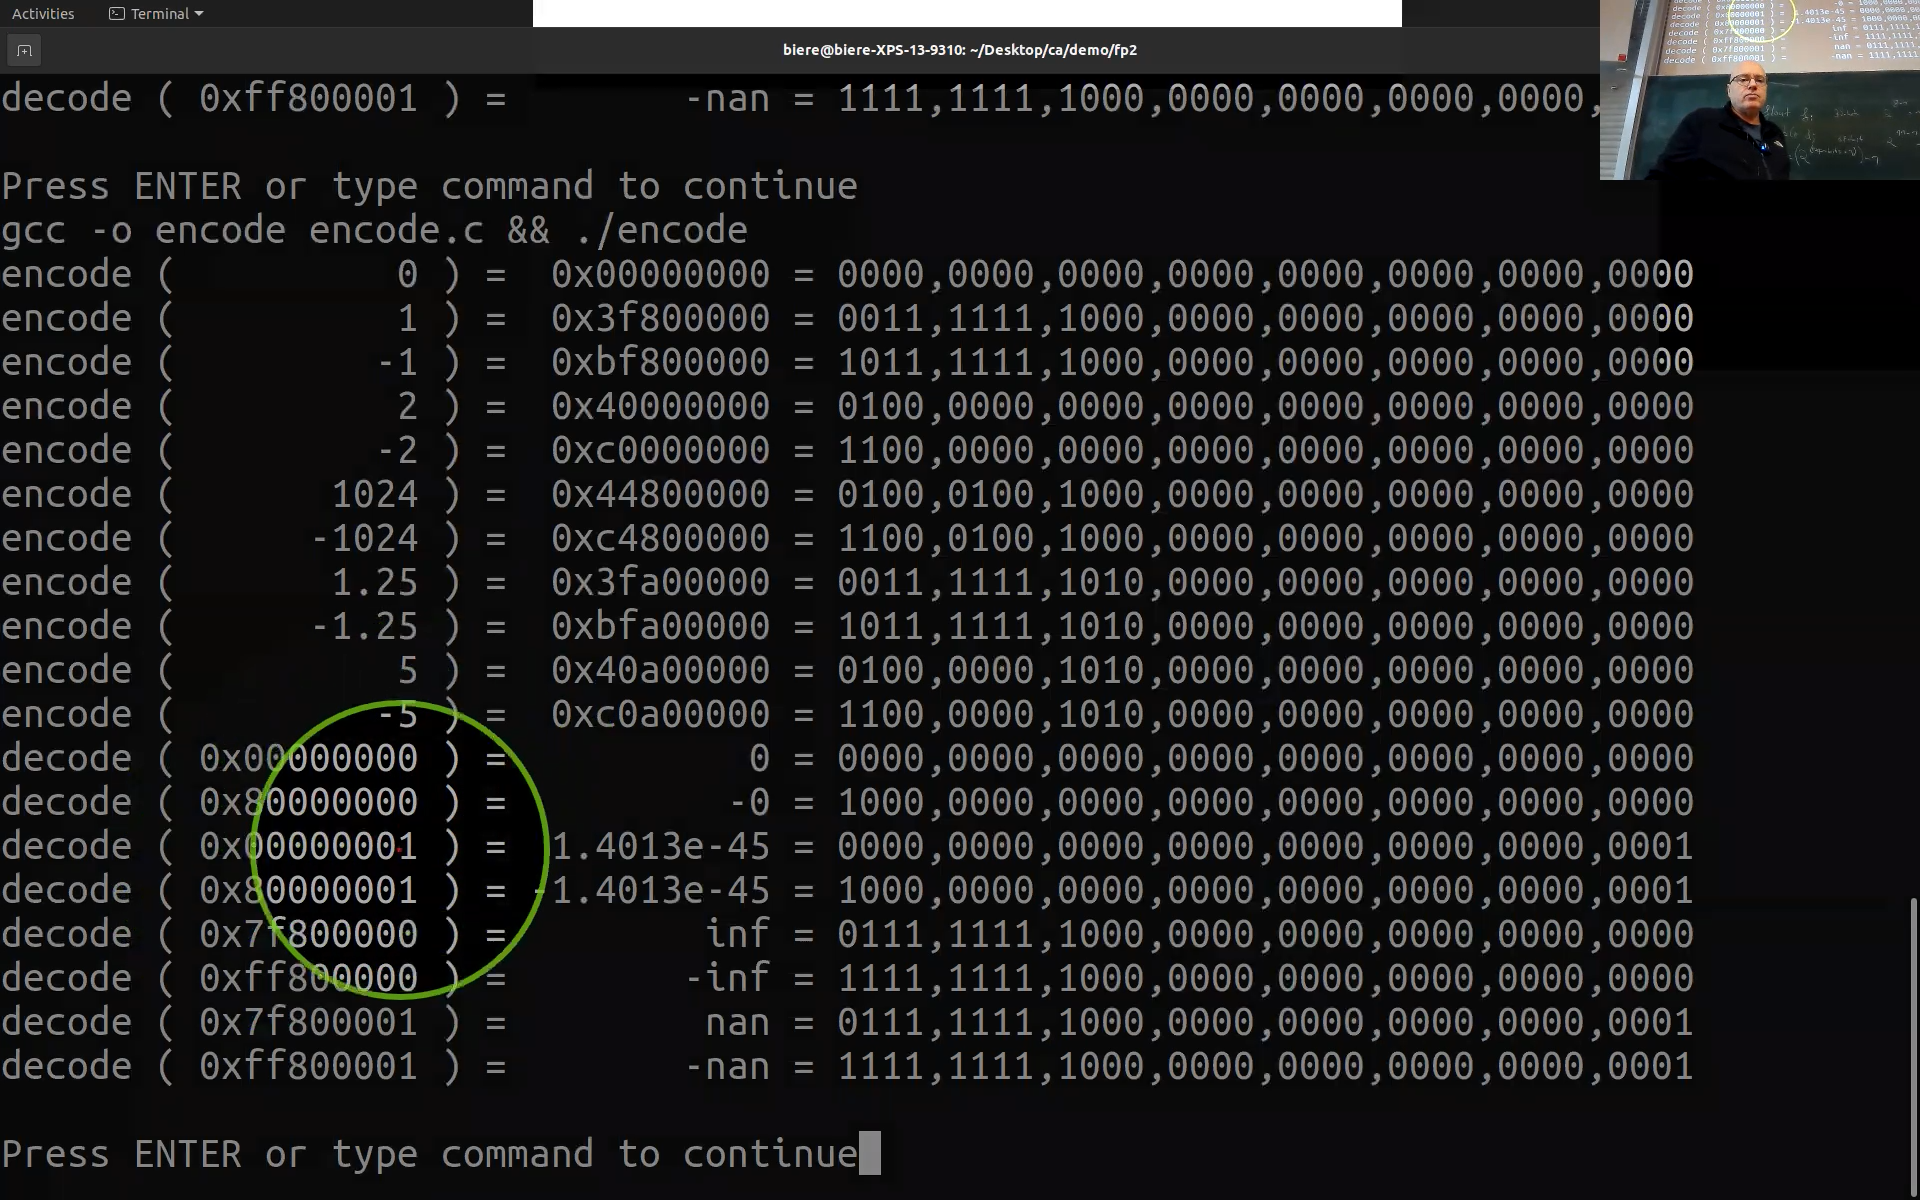 Activities Terminal
biere@biere-XPS-13-9310: ~/Desktop/ca/demo/fp2
decode ( 0xff800001 ) = -nan = 1111,1111,1000,0000,0000,0000,0000,
Press ENTER or type command to continue
gcc -o encode encode.c && ./encode
encode ( 0 ) = 0x00000000 = 0000,0000,0000,0000,0000,0000,0000,0000
encode ( 1 ) = 0x3f800000 = 0011,1111,1000,0000,0000,0000,0000,0000
encode ( -1 ) = 0xbf800000 = 1011,1111,1000,0000,0000,0000,0000,0000
encode ( 2 ) = 0x40000000 = 0100,0000,0000,0000,0000,0000,0000,0000
encode ( -2 ) = 0xc0000000 = 1100,0000,0000,0000,0000,0000,0000,0000
encode ( 1024 ) = 0x44800000 = 0100,0100,1000,0000,0000,0000,0000,0000
encode ( -1024 ) = 0xc4800000 = 1100,0100,1000,0000,0000,0000,0000,0000
encode ( 1.25 ) = 0x3fa00000 = 0011,1111,1010,0000,0000,0000,0000,0000
encode ( -1.25 ) = 0xbfa00000 = 1011,1111,1010,0000,0000,0000,0000,0000
encode ( 5 ) = 0x40a00000 = 0100,0000,1010,0000,0000,0000,0000,0000
encode ( -5 ) = 0xc0a00000 = 1100,0000,1010,0000,0000,0000,0000,0000
decode ( 0x00000000 ) = 0 = 0000,0000,0000,0000,0000,0000,0000,0000
decode ( 0x80000000 ) = -0 = 1000,0000,0000,0000,0000,0000,0000,0000
decode ( 0x00000001 ) = 1.4013e-45 = 0000,0000,0000,0000,0000,0000,0000,0001
decode ( 0x80000001 ) = -1.4013e-45 = 1000,0000,0000,0000,0000,0000,0000,0001
decode ( 0x7f800000 ) = inf = 0111,1111,1000,0000,0000,0000,0000,0000
decode ( 0xff800000 ) = -inf = 1111,1111,1000,0000,0000,0000,0000,0000
decode ( 0x7f800001 ) = nan = 0111,1111,1000,0000,0000,0000,0000,0001
decode ( 0xff800001 ) = -nan = 1111,1111,1000,0000,0000,0000,0000,0001
Press ENTER or type command to continue